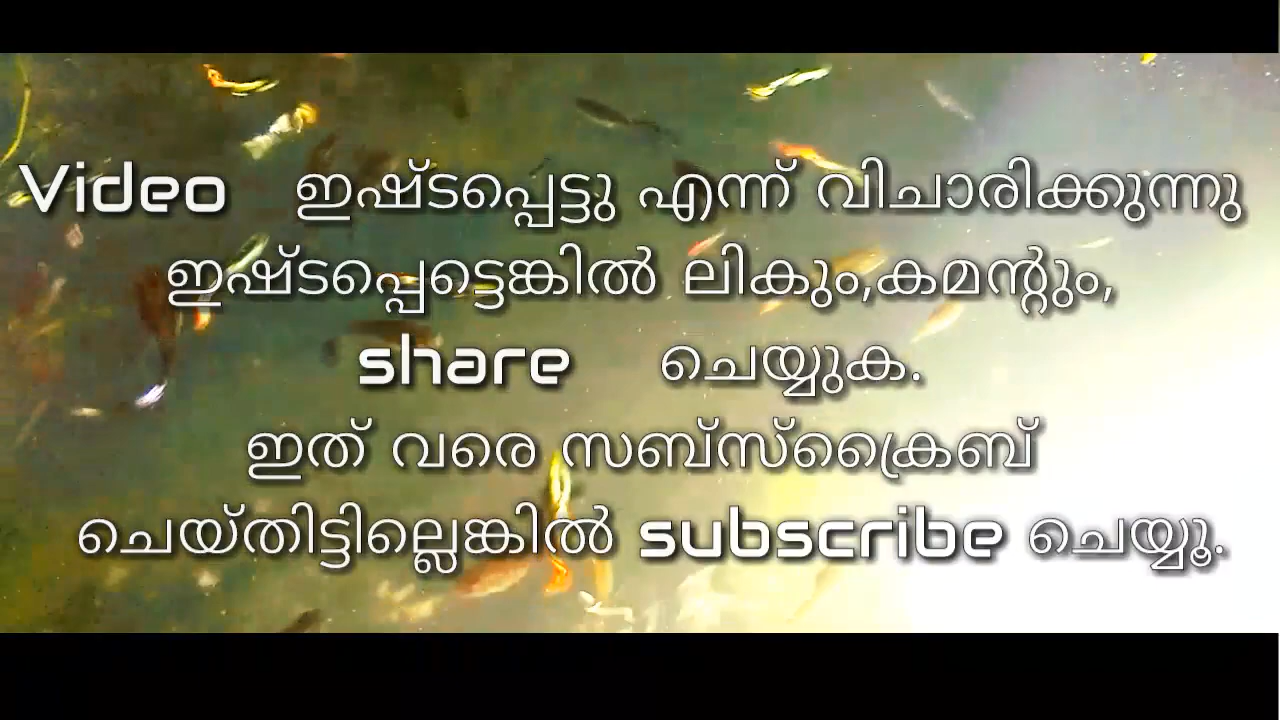 Video ഇഷ്ടപ്പെട്ടു എന്ന് വിചാരിക്കുന്നു
ഇഷ്ടപ്പെട്ടെങ്കിൽ ലികും,കമന്റും,
share ചെയ്യുക.
ഇത് വരെ സബ്സ്ക്രൈബ്
ചെയ്തിട്ടില്ലെങ്കിൽ subscribe ചെയ്യൂ.